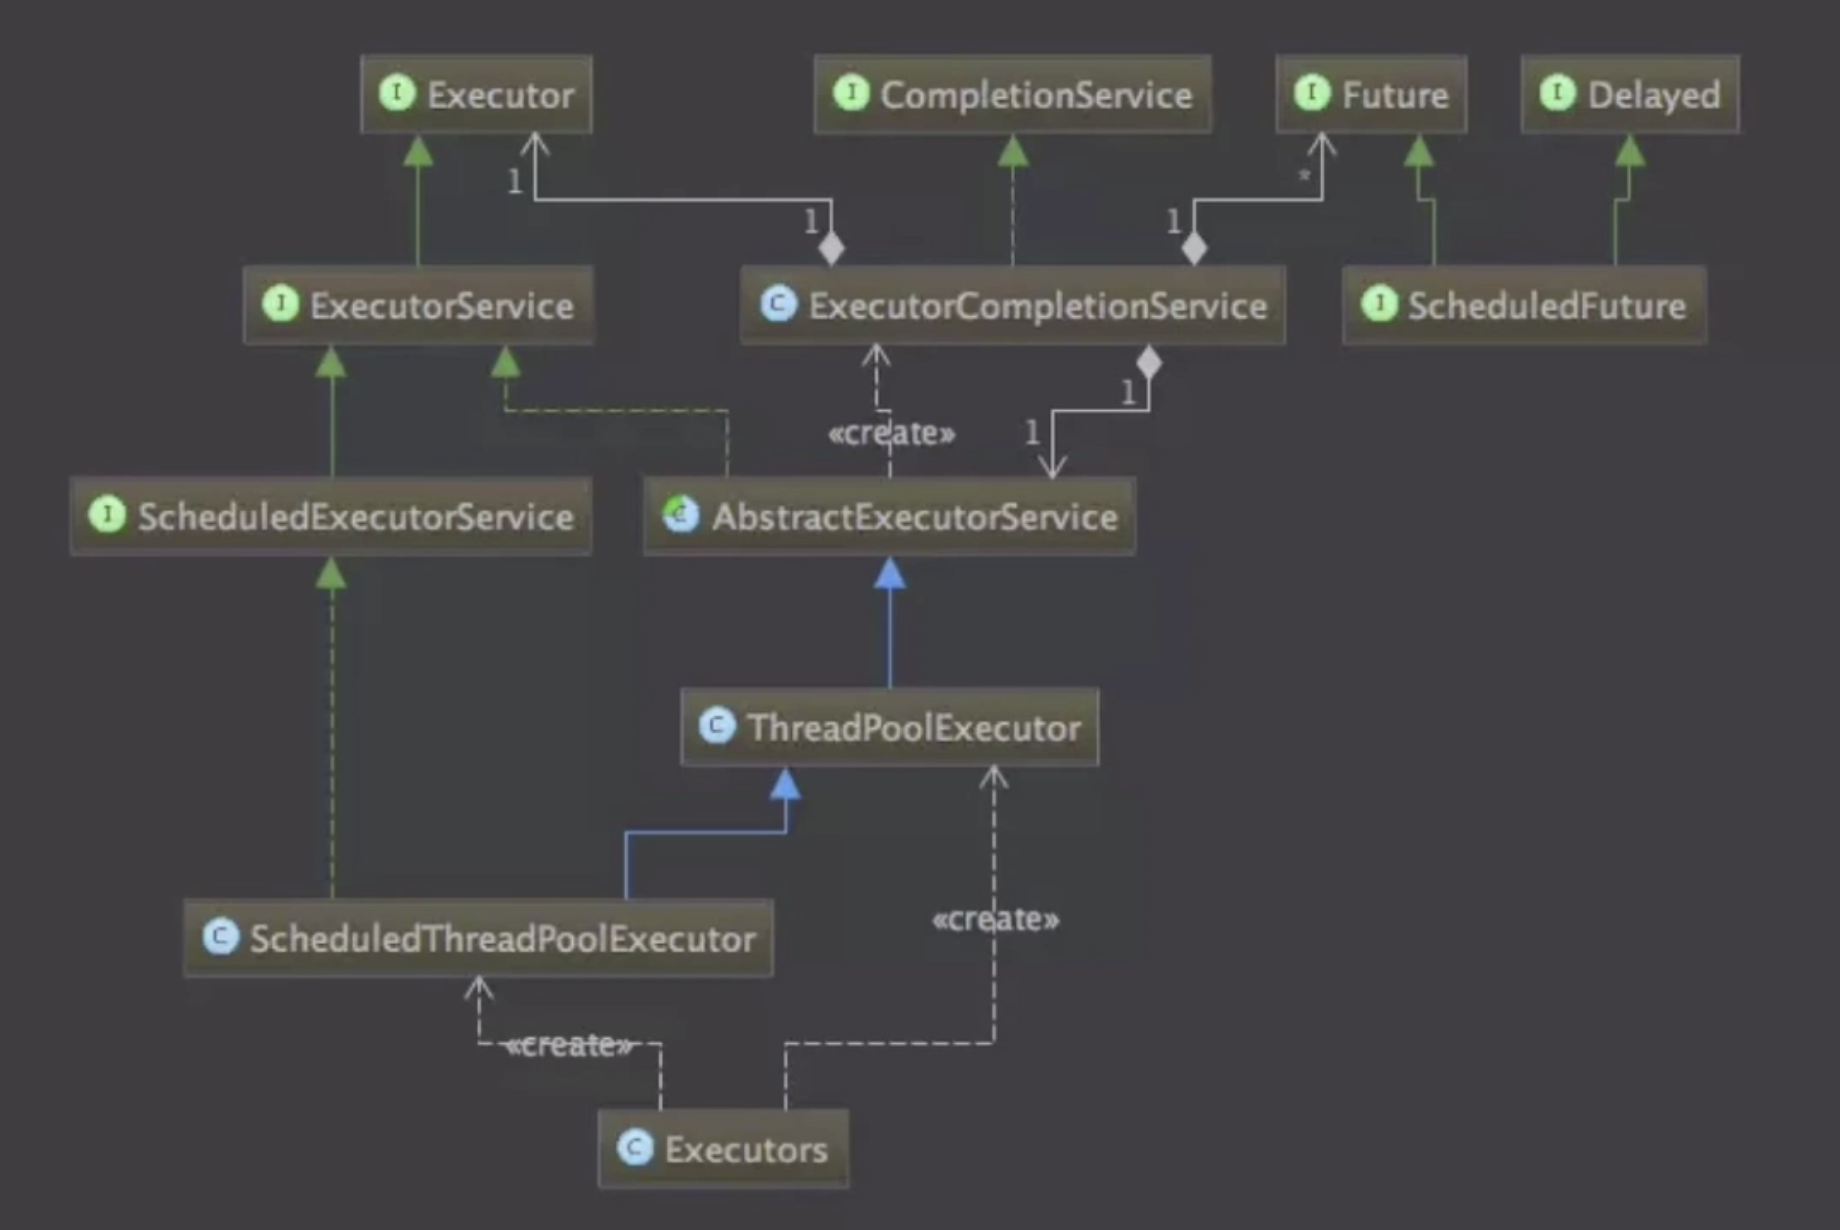 I Executor
I CompletionService
I Future
I Delayed
1
1
1
*
I ExecutorService
C ExecutorCompletionService
I ScheduledFuture
«create»
1
1
I ScheduledExecutorService
C AbstractExecutorService
C ThreadPoolExecutor
«create»
C ScheduledThreadPoolExecutor
«create»
C Executors